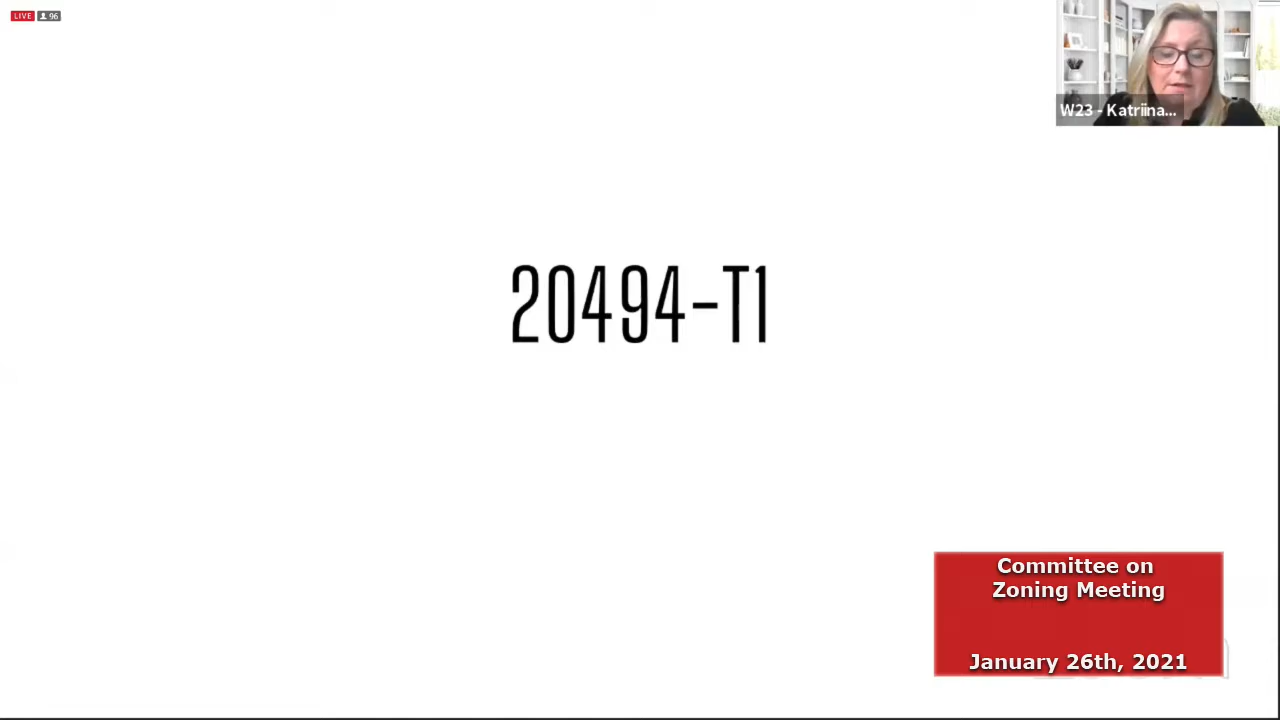 LIVE 96
W23 - Katriina...
20494-T1
Committee on
Zoning Meeting
January 26th, 2021